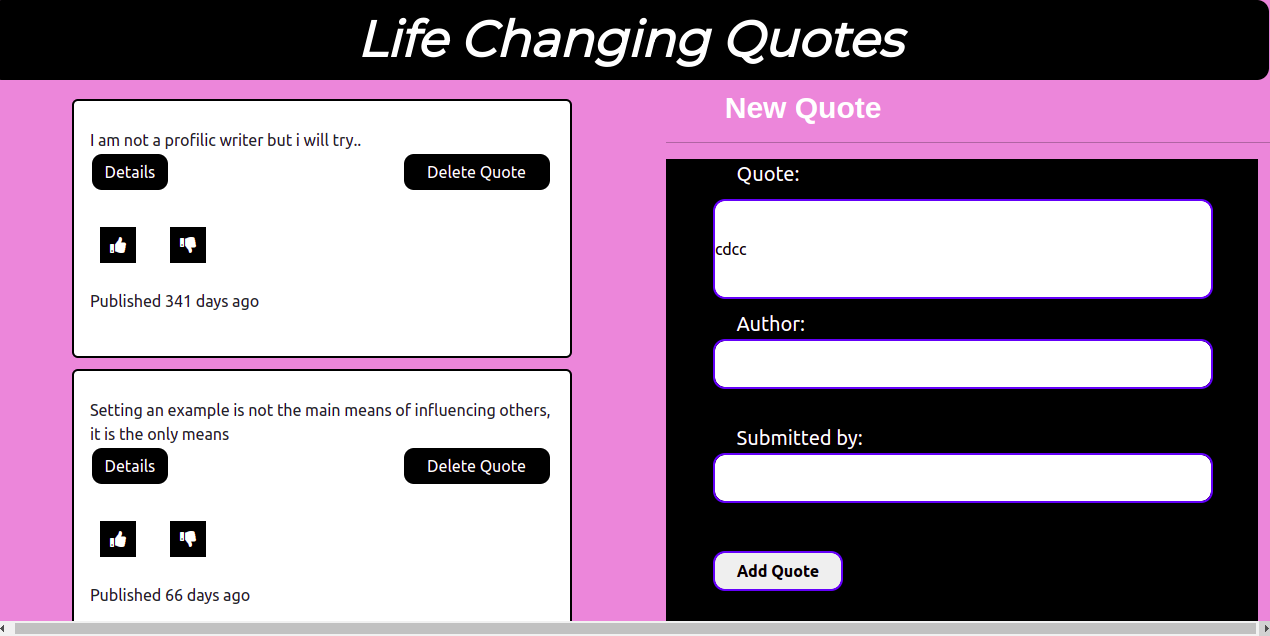 Life Changing Quotes
I am not a profilic writer but i will try..
Details
Delete Quote
Published 341 days ago
Setting an example is not the main means of influencing others,
it is the only means
Details
Delete Quote
Published 66 days ago
New Quote
Quote:
cdcc
Author:
Submitted by:
Add Quote